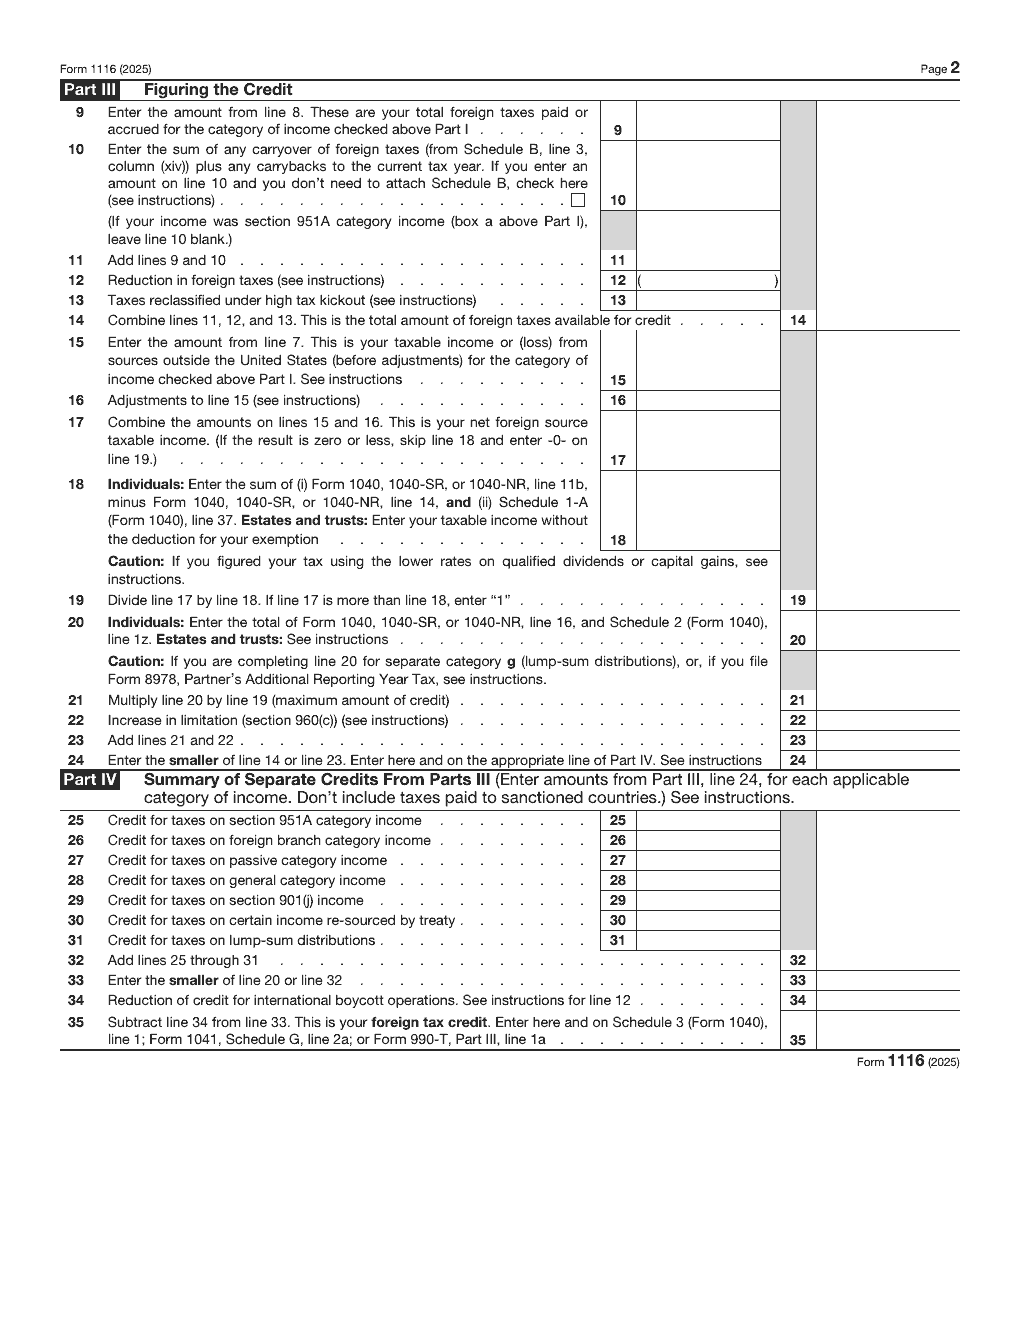 Form 1116 (2025) Page 2
Part III Figuring the Credit
9 Enter the amount from line 8. These are your total foreign taxes paid or
accrued for the category of income checked above Part I . . . . . . 9
10 Enter the sum of any carryover of foreign taxes (from Schedule B, line 3,
column (xiv)) plus any carrybacks to the current tax year. If you enter an
amount on line 10 and you don't need to attach Schedule B, check here
(see instructions) . . . . . . . . . . . . . . . . . . 10
(If your income was section 951A category income (box a above Part I),
leave line 10 blank.)
11 Add lines 9 and 10 . . . . . . . . . . . . . . . . . . 11
12 Reduction in foreign taxes (see instructions) . . . . . . . . . . 12 ( )
13 Taxes reclassified under high tax kickout (see instructions) . . . . . 13
14 Combine lines 11, 12, and 13. This is the total amount of foreign taxes available for credit . . . . . 14
15 Enter the amount from line 7. This is your taxable income or (loss) from
sources outside the United States (before adjustments) for the category of
income checked above Part I. See instructions . . . . . . . . . 15
16 Adjustments to line 15 (see instructions) . . . . . . . . . . . 16
17 Combine the amounts on lines 15 and 16. This is your net foreign source
taxable income. (If the result is zero or less, skip line 18 and enter -0- on
line 19.) . . . . . . . . . . . . . . . . . . . . . 17
18 Individuals: Enter the sum of (i) Form 1040, 1040-SR, or 1040-NR, line 11b,
minus Form 1040, 1040-SR, or 1040-NR, line 14, and (ii) Schedule 1-A
(Form 1040), line 37. Estates and trusts: Enter your taxable income without
the deduction for your exemption . . . . . . . . . . . . . 18
Caution: If you figured your tax using the lower rates on qualified dividends or capital gains, see
instructions.
19 Divide line 17 by line 18. If line 17 is more than line 18, enter “1” . . . . . . . . . . . . . 19
20 Individuals: Enter the total of Form 1040, 1040-SR, or 1040-NR, line 16, and Schedule 2 (Form 1040),
line 1z. Estates and trusts: See instructions . . . . . . . . . . . . . . . . . . . 20
Caution: If you are completing line 20 for separate category g (lump-sum distributions), or, if you file
Form 8978, Partner's Additional Reporting Year Tax, see instructions.
21 Multiply line 20 by line 19 (maximum amount of credit) . . . . . . . . . . . . . . . . 21
22 Increase in limitation (section 960(c)) (see instructions) . . . . . . . . . . . . . . . . 22
23 Add lines 21 and 22 . . . . . . . . . . . . . . . . . . . . . . . . . . . 23
24 Enter the smaller of line 14 or line 23. Enter here and on the appropriate line of Part IV. See instructions 24
Part IV Summary of Separate Credits From Parts III (Enter amounts from Part III, line 24, for each applicable
category of income. Don't include taxes paid to sanctioned countries.) See instructions.
25 Credit for taxes on section 951A category income . . . . . . . . 25
26 Credit for taxes on foreign branch category income . . . . . . . . 26
27 Credit for taxes on passive category income . . . . . . . . . . 27
28 Credit for taxes on general category income . . . . . . . . . . 28
29 Credit for taxes on section 901(j) income . . . . . . . . . . . 29
30 Credit for taxes on certain income re-sourced by treaty . . . . . . . 30
31 Credit for taxes on lump-sum distributions . . . . . . . . . . . 31
32 Add lines 25 through 31 . . . . . . . . . . . . . . . . . . . . . . . . . 32
33 Enter the smaller of line 20 or line 32 . . . . . . . . . . . . . . . . . . . . . 33
34 Reduction of credit for international boycott operations. See instructions for line 12 . . . . . . . 34
35 Subtract line 34 from line 33. This is your foreign tax credit. Enter here and on Schedule 3 (Form 1040),
line 1; Form 1041, Schedule G, line 2a; or Form 990-T, Part III, line 1a . . . . . . . . . . . 35
Form 1116 (2025)